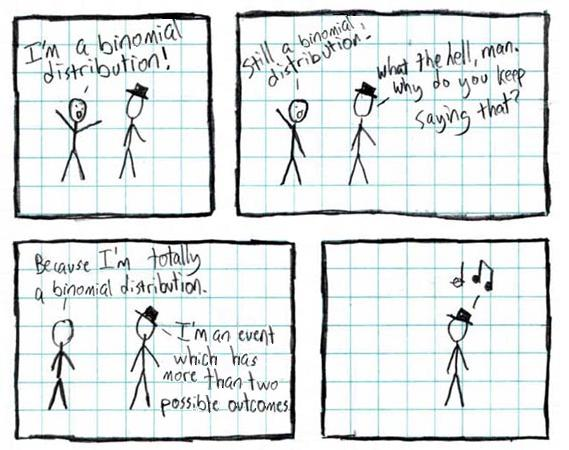 I'm a binomial
distribution!
Still a binomial
distribution.
What the hell, man.
why do you keep
saying that?
Because I'm totally
a binomial distribution.
I'm an event
which has
more than two
possible outcomes.